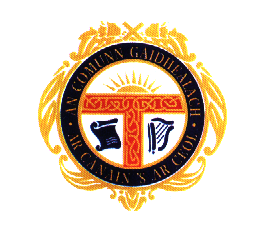 AN COMUNN GAIDHEALACH
· AR CANAIN 'S AR CEOL ·